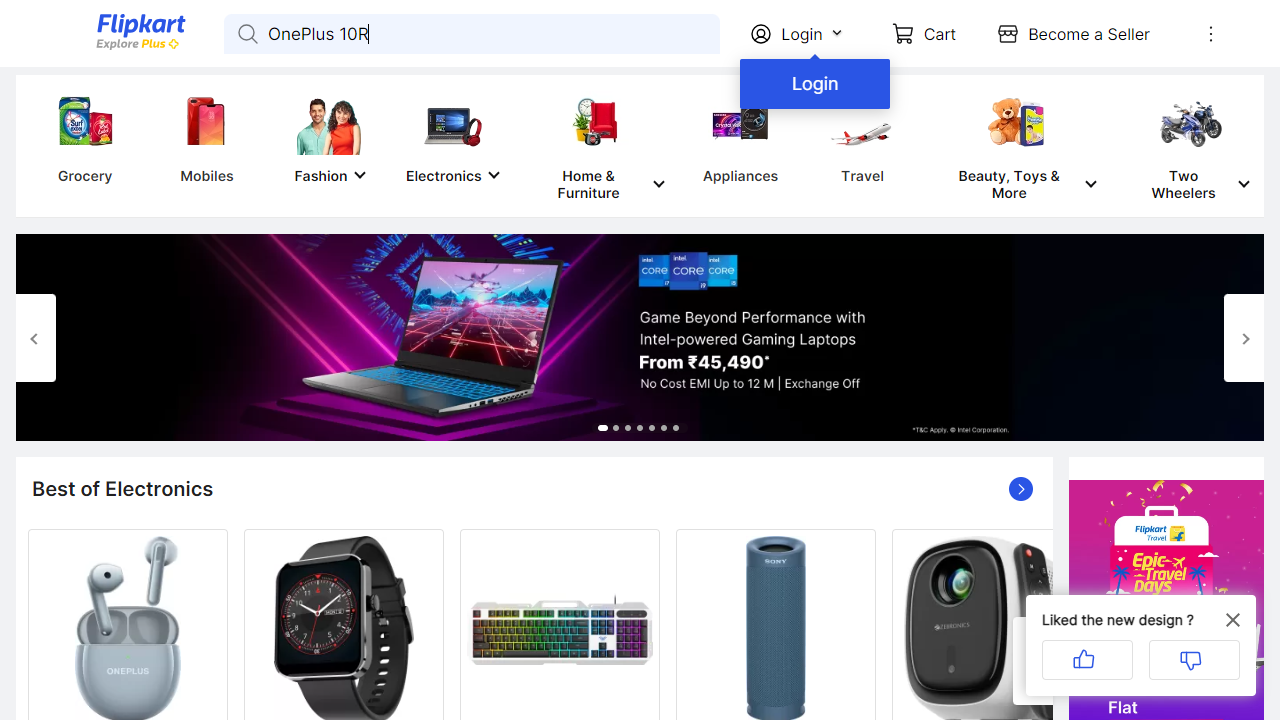 Flipkart
Explore Plus
OnePlus 10R
Login
Cart
Become a Seller
Login
Grocery
Mobiles
Fashion
Electronics
Home &
Furniture
Appliances
Travel
Beauty, Toys &
More
Two
Wheelers
intel. CORE i7
intel. CORE i9
intel. CORE i5
Game Beyond Performance with
Intel-powered Gaming Laptops
From ₹45,490*
No Cost EMI Up to 12 M | Exchange Off
*T&C Apply. © Intel Corporation.
Best of Electronics
ONEPLUS
SONY
ZEBRONICS
Flipkart
Travel
Epic
Travel
Days
Liked the new design ?
Flat